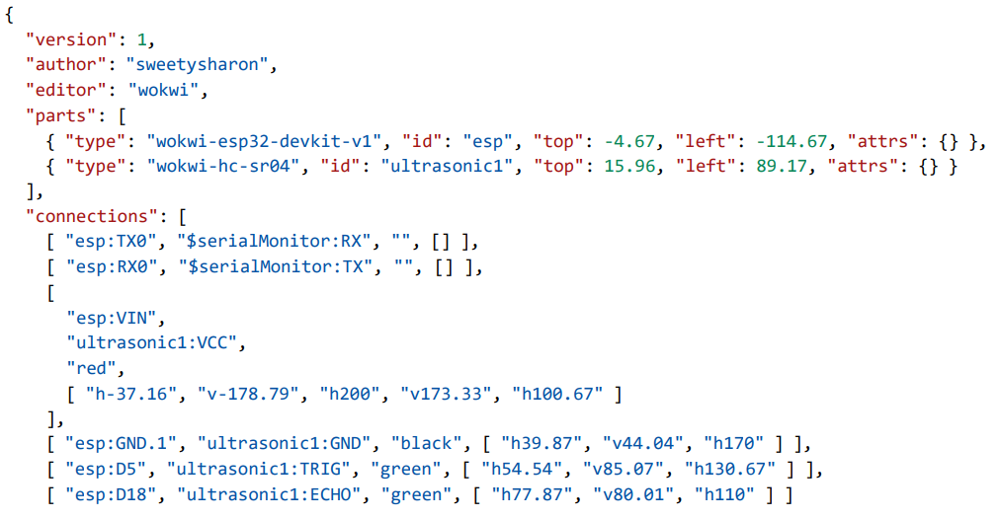 {
  "version": 1,
  "author": "sweetysharon",
  "editor": "wokwi",
  "parts": [
    { "type": "wokwi-esp32-devkit-v1", "id": "esp", "top": -4.67, "left": -114.67, "attrs": {} },
    { "type": "wokwi-hc-sr04", "id": "ultrasonic1", "top": 15.96, "left": 89.17, "attrs": {} }
  ],
  "connections": [
    [ "esp:TX0", "$serialMonitor:RX", "", [] ],
    [ "esp:RX0", "$serialMonitor:TX", "", [] ],
    [
      "esp:VIN",
      "ultrasonic1:VCC",
      "red",
      [ "h-37.16", "v-178.79", "h200", "v173.33", "h100.67" ]
    ],
    [ "esp:GND.1", "ultrasonic1:GND", "black", [ "h39.87", "v44.04", "h170" ] ],
    [ "esp:D5", "ultrasonic1:TRIG", "green", [ "h54.54", "v85.07", "h130.67" ] ],
    [ "esp:D18", "ultrasonic1:ECHO", "green", [ "h77.87", "v80.01", "h110" ] ]